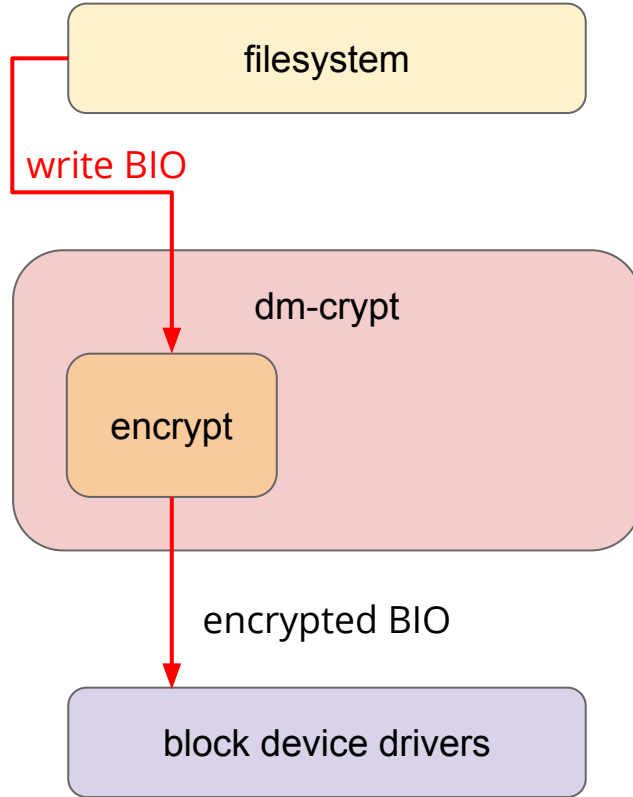 filesystem
write BIO
dm-crypt
encrypt
encrypted BIO
block device drivers